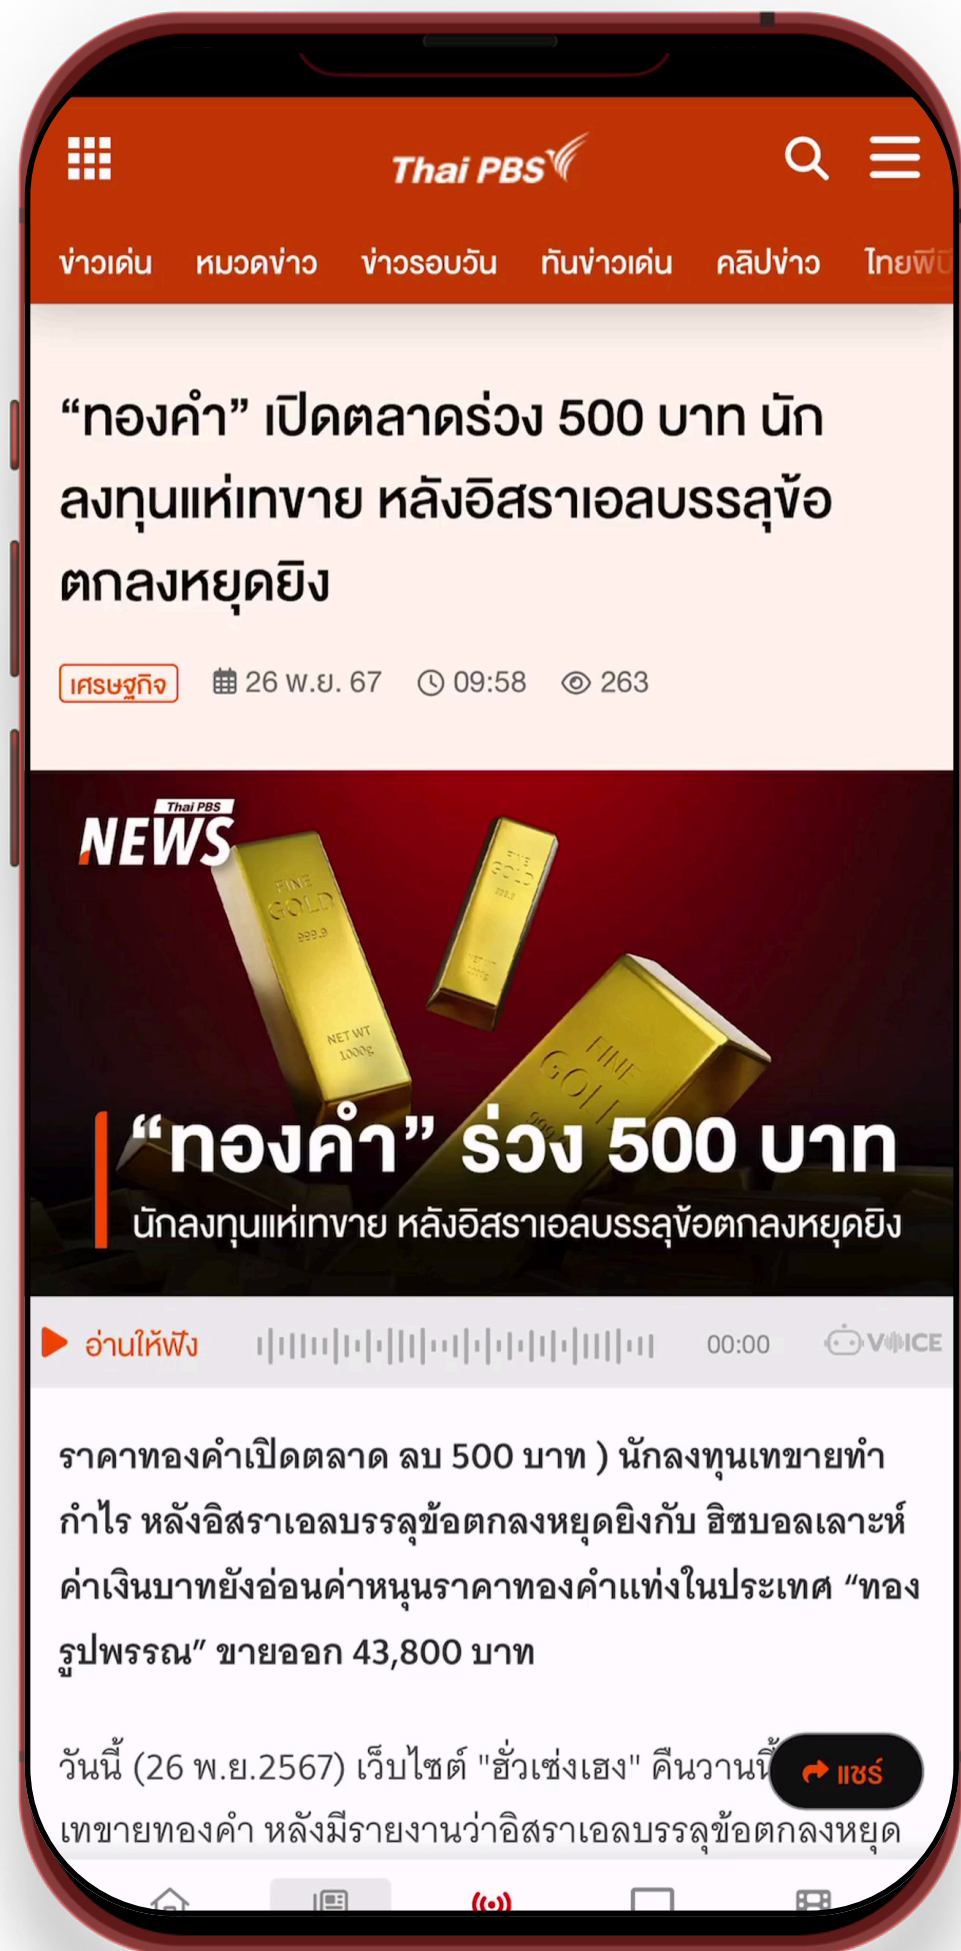 Thai PBS
ข่าวเด่น หมวดข่าว ข่าวรอบวัน ทันข่าวเด่น คลิปข่าว ไทยพีบี
“ทองคำ” เปิดตลาดร่วง 500 บาท นัก
ลงทุนแห่เทขาย หลังอิสราเอลบรรลุข้อ
ตกลงหยุดยิง
เศรษฐกิจ 26 พ.ย. 67 09:58 263
Thai PBS
NEWS
FINE
GOLD
999.9
NET WT
1000g
FINE
GOLD
999.9
NET WT
1000g
FINE
GOLD
“ทองคำ” ร่วง 500 บาท
นักลงทุนแห่เทขาย หลังอิสราเอลบรรลุข้อตกลงหยุดยิง
อ่านให้ฟัง 00:00 VOICE
ราคาทองคำเปิดตลาด ลบ 500 บาท ) นักลงทุนเทขายทำ
กำไร หลังอิสราเอลบรรลุข้อตกลงหยุดยิงกับ ฮิซบอลเลาะห์
ค่าเงินบาทยังอ่อนค่าหนุนราคาทองคำแท่งในประเทศ “ทอง
รูปพรรณ” ขายออก 43,800 บาท
วันนี้ (26 พ.ย.2567) เว็บไซต์ "ฮั่วเซ่งเฮง" คืนวานนี้
แชร์
เทขายทองคำ หลังมีรายงานว่าอิสราเอลบรรลุข้อตกลงหยุด